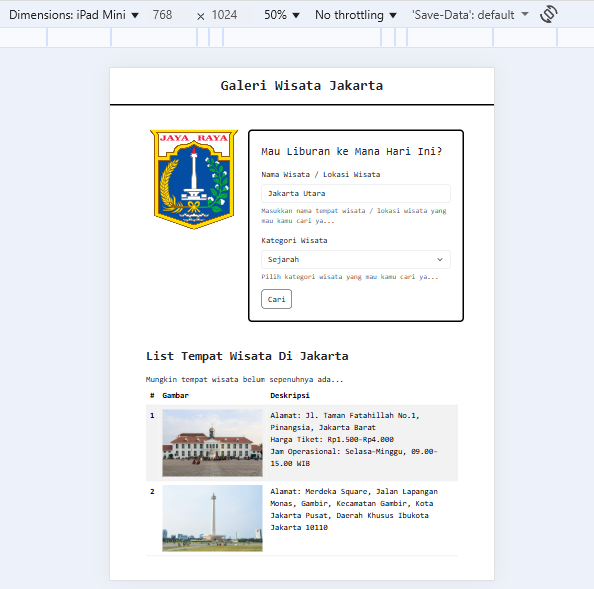 Dimensions: iPad Mini 768 x 1024 50% No throttling 'Save-Data': default
Galeri Wisata Jakarta
JAYA RAYA
Mau Liburan ke Mana Hari Ini?
Nama Wisata / Lokasi Wisata
Jakarta Utara
Masukkan nama tempat wisata / lokasi wisata yang
mau kamu cari ya...
Kategori Wisata
Sejarah
Pilih kategori wisata yang mau kamu cari ya...
Cari
List Tempat Wisata Di Jakarta
Mungkin tempat wisata belum sepenuhnya ada...
# Gambar Deskripsi
1 Alamat: Jl. Taman Fatahillah No.1,
Pinangsia, Jakarta Barat
Harga Tiket: Rp1.500–Rp4.000
Jam Operasional: Selasa–Minggu, 09.00–
15.00 WIB
2 Alamat: Merdeka Square, Jalan Lapangan
Monas, Gambir, Kecamatan Gambir, Kota
Jakarta Pusat, Daerah Khusus Ibukota
Jakarta 10110